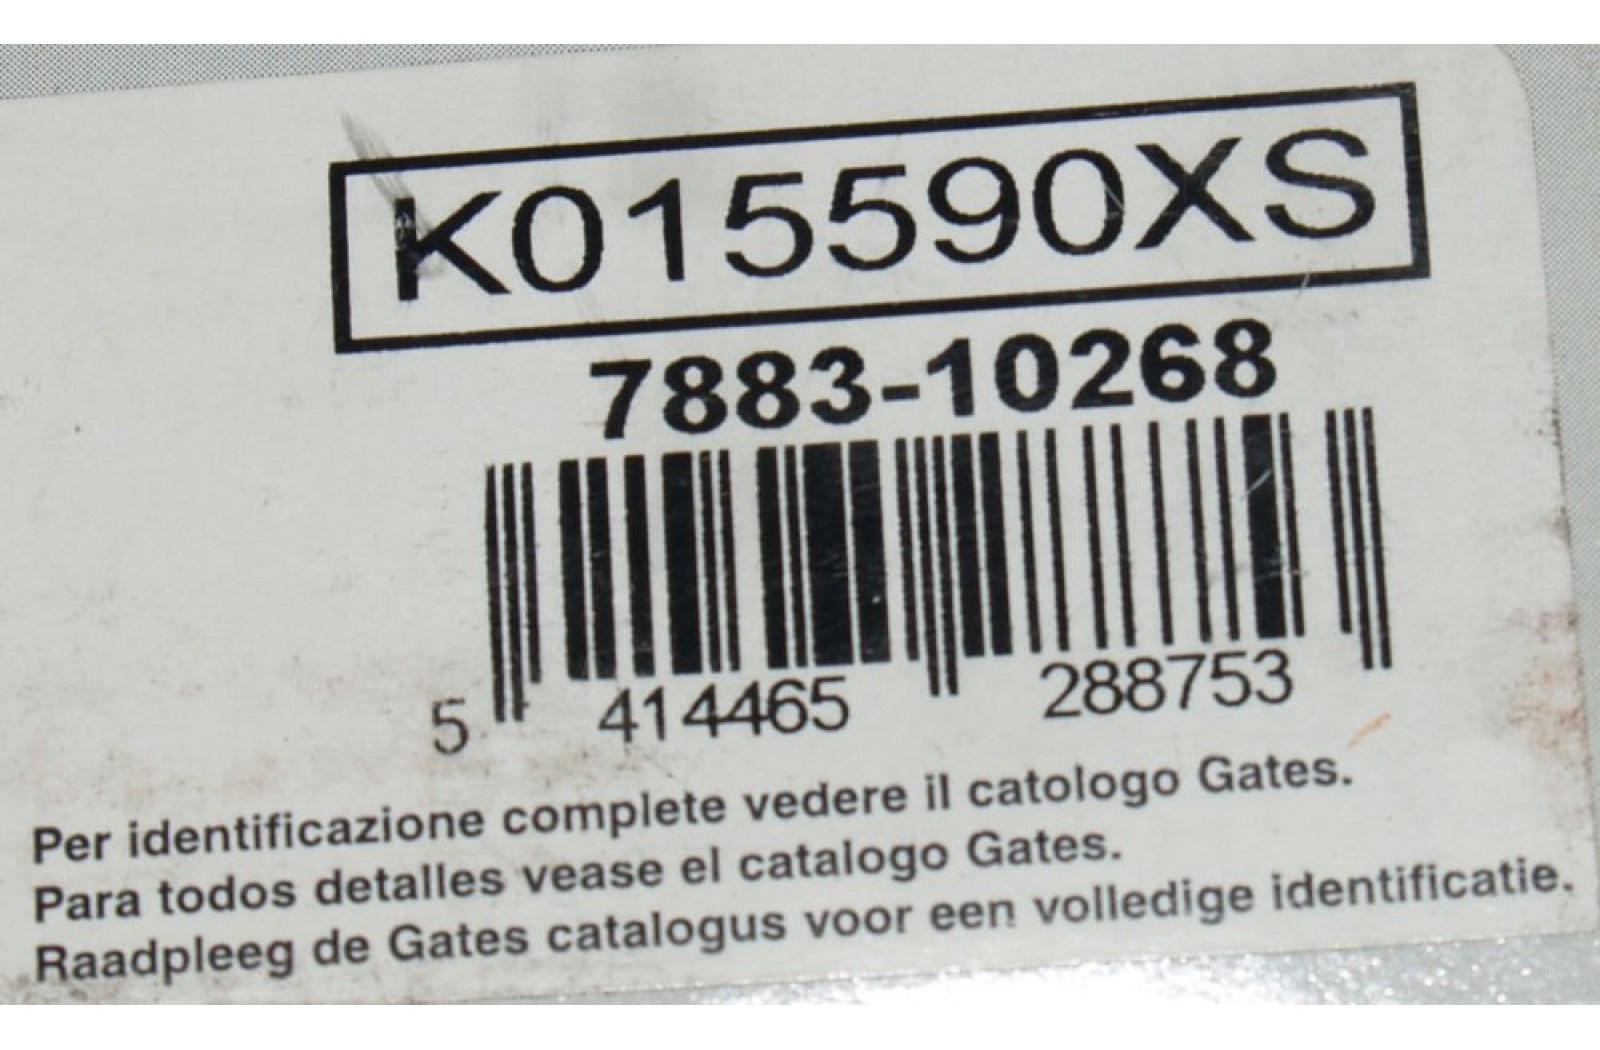 K015590XS
7883-10268
5 414465 288753
Per identificazione complete vedere il catologo Gates.
Para todos detalles vease el catalogo Gates.
Raadpleeg de Gates catalogus voor een volledige identificatie.